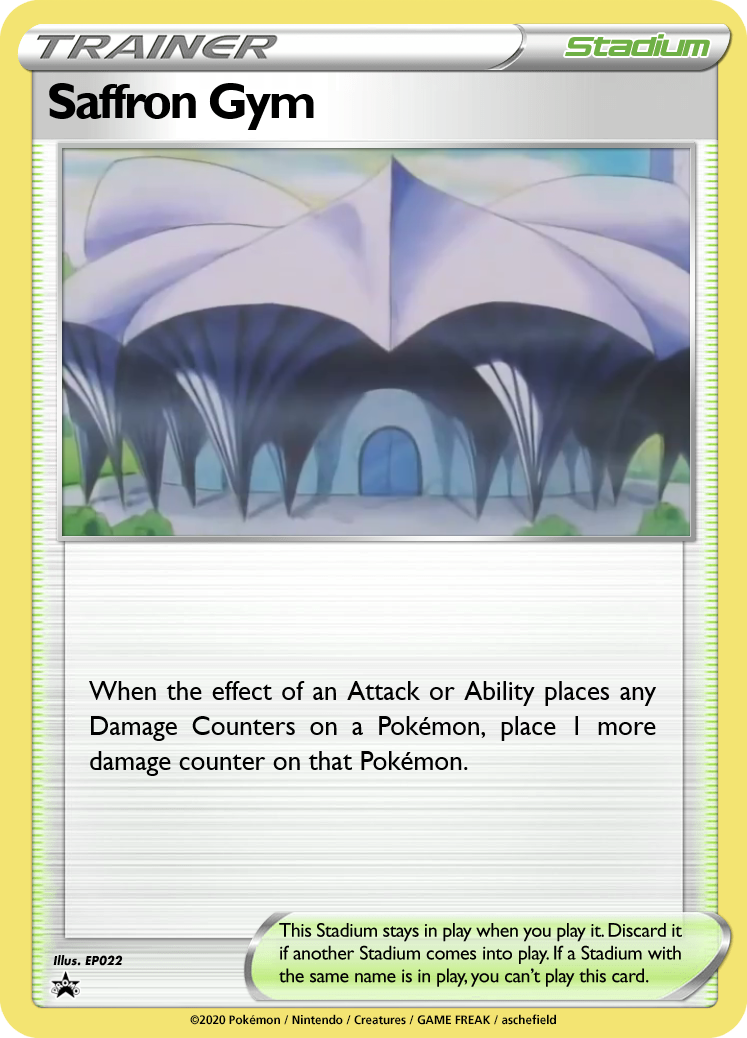 TRAINER Stadium
Saffron Gym
When the effect of an Attack or Ability places any
Damage Counters on a Pokémon, place 1 more
damage counter on that Pokémon.
This Stadium stays in play when you play it. Discard it
if another Stadium comes into play. If a Stadium with
the same name is in play, you can't play this card.
Illus. EP022
PROMO
©2020 Pokémon / Nintendo / Creatures / GAME FREAK / aschefield